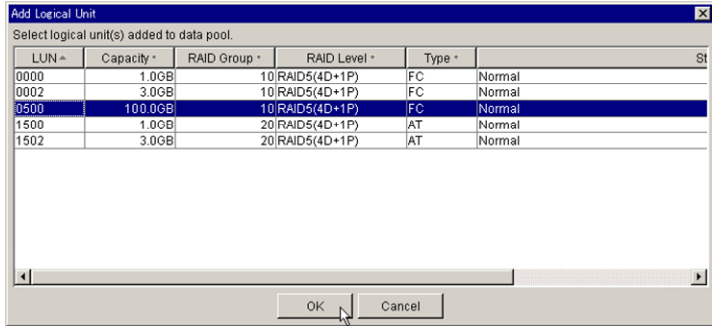 Add Logical Unit
Select logical unit(s) added to data pool.
LUN Capacity RAID Group RAID Level Type St
0000 1.0GB 10 RAID5(4D+1P) FC Normal
0002 3.0GB 10 RAID5(4D+1P) FC Normal
0500 100.0GB 10 RAID5(4D+1P) FC Normal
1500 1.0GB 20 RAID5(4D+1P) AT Normal
1502 3.0GB 20 RAID5(4D+1P) AT Normal
OK Cancel